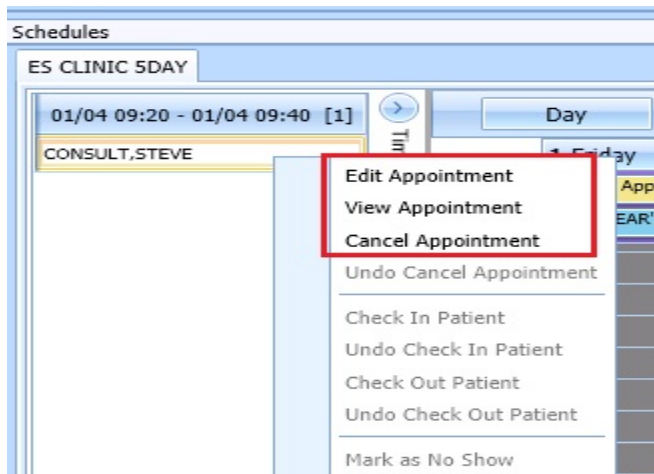 Schedules
ES CLINIC 5DAY
01/04 09:20 - 01/04 09:40 [1]
Day
CONSULT,STEVE
Edit Appointment
View Appointment
Cancel Appointment
Undo Cancel Appointment
Check In Patient
Undo Check In Patient
Check Out Patient
Undo Check Out Patient
Mark as No Show